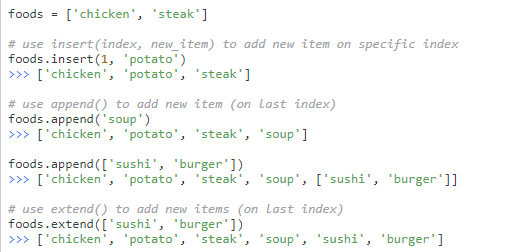 foods = ['chicken', 'steak']
# use insert(index, new_item) to add new item on specific index
foods.insert(1, 'potato')
>>> ['chicken', 'potato', 'steak']
# use append() to add new item (on last index)
foods.append('soup')
>>> ['chicken', 'potato', 'steak', 'soup']
foods.append(['sushi', 'burger'])
>>> ['chicken', 'potato', 'steak', 'soup', ['sushi', 'burger']]
# use extend() to add new items (on last index)
foods.extend(['sushi', 'burger'])
>>> ['chicken', 'potato', 'steak', 'soup', 'sushi', 'burger']